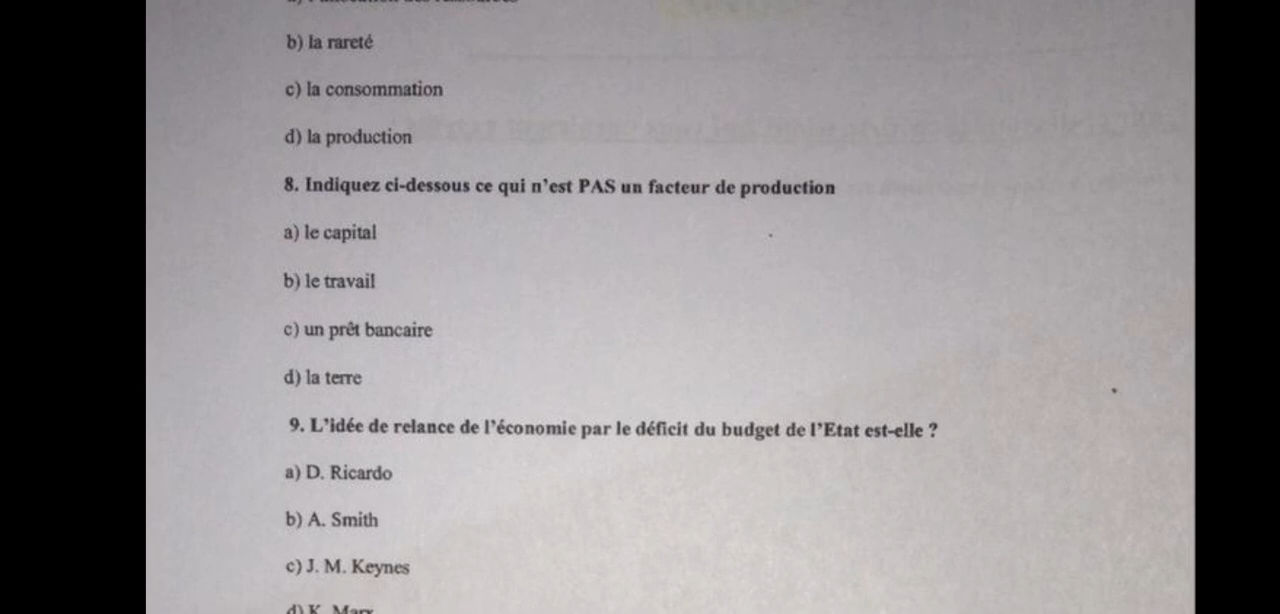 b) la rareté
c) la consommation
d) la production
8. Indiquez ci-dessous ce qui n'est PAS un facteur de production
a) le capital
b) le travail
c) un prêt bancaire
d) la terre
9. L'idée de relance de l'économie par le déficit du budget de l'Etat est-elle ?
a) D. Ricardo
b) A. Smith
c) J. M. Keynes
d) K. Marx